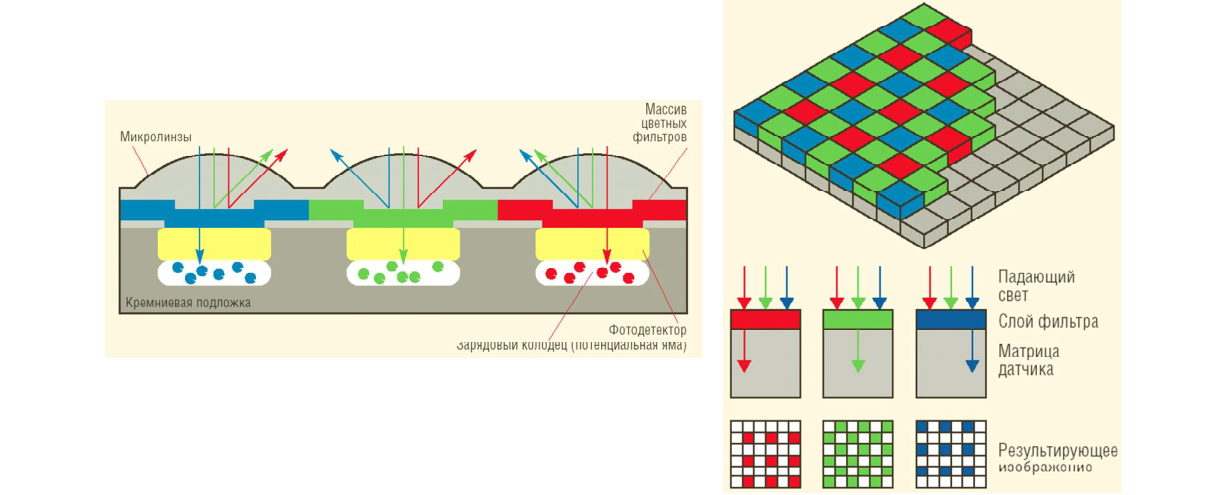 Микролинзы
Массив
цветных
фильтров
Кремниевая подложка
Фотодетектор
Зарядовый колодец (потенциальная яма)
Падающий
свет
Слой фильтра
Матрица
датчика
Результирующее
изображение